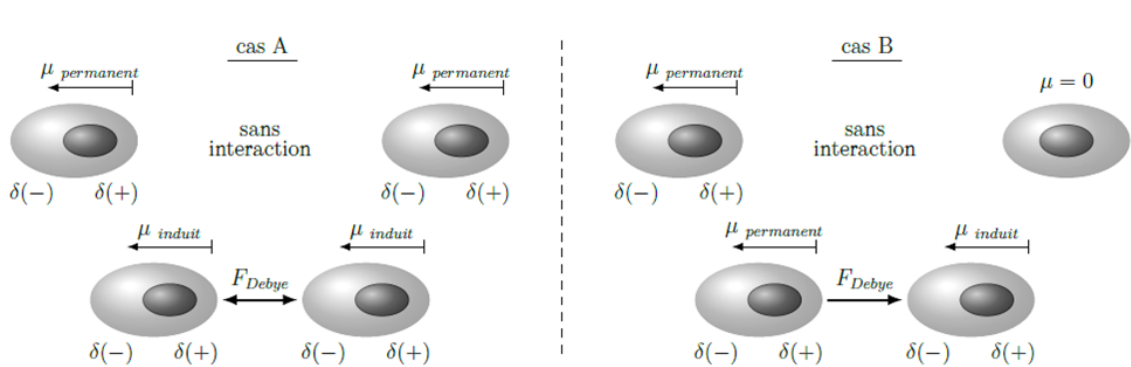 cas A
μ permanent
μ permanent
sans
interaction
δ(−) δ(+)
δ(−) δ(+)
μ induit
μ induit
F Debye
δ(−) δ(+)
δ(−) δ(+)
cas B
μ permanent
μ = 0
sans
interaction
δ(−) δ(+)
μ permanent
μ induit
F Debye
δ(−) δ(+)
δ(−) δ(+)